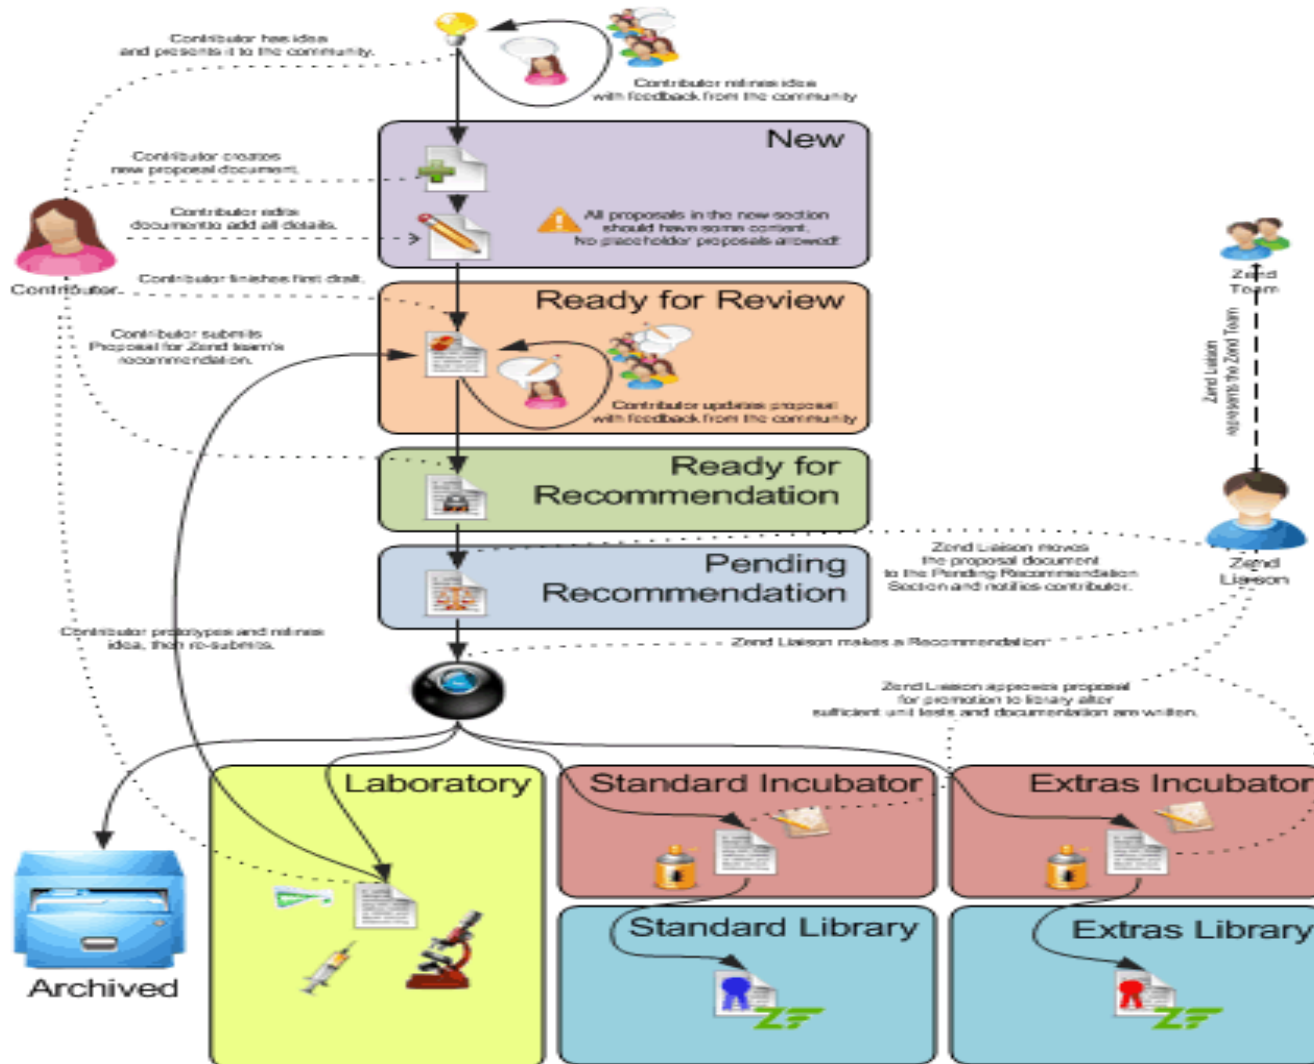 Contributor has idea
and presents it to the community.
Contributor refines idea
with feedback from the community
New
Contributor creates
new proposal document.
Contributor edits
document to add all details.
All proposals in the new section
should have some content.
No placeholder proposals allowed!
Contributer
Contributor finishes first draft.
Ready for Review
Contributor submits
Proposal for Zend team's
recommendation.
Contributor updates proposal
with feedback from the community
Zend
Team
Zend Liaison
represents the Zend Team
Ready for
Recommendation
Zend
Liaison
Zend Liaison moves
the proposal document
to the Pending Recommendation
Section and notifies contributor.
Pending
Recommendation
Contributor prototypes and refines
idea, then re-submits.
Zend Liaison makes a Recommendation
Zend Liaison approves proposal
for promotion to library after
sufficient unit tests and documentation are written.
Laboratory
Standard Incubator
Extras Incubator
Archived
Standard Library
Extras Library
ZF
ZF